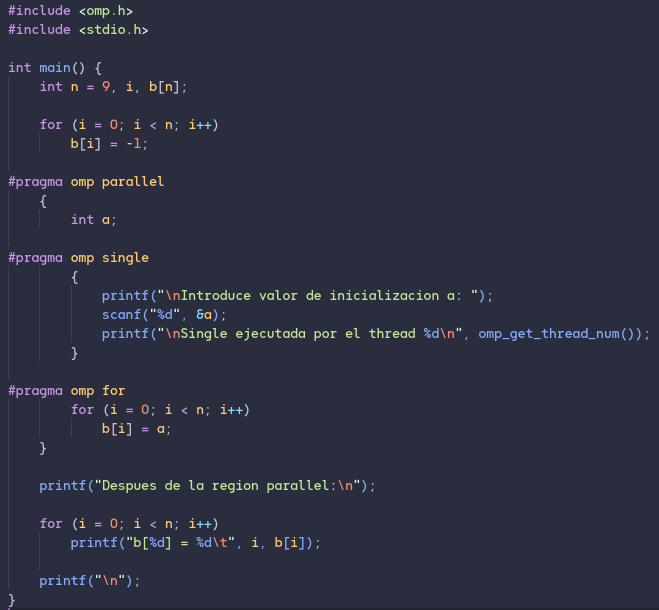 #include <omp.h>
#include <stdio.h>

int main() {
    int n = 9, i, b[n];

    for (i = 0; i < n; i++)
        b[i] = -1;

#pragma omp parallel
    {
        int a;

#pragma omp single
        {
            printf("\nIntroduce valor de inicializacion a: ");
            scanf("%d", &a);
            printf("\nSingle ejecutada por el thread %d\n", omp_get_thread_num());
        }

#pragma omp for
        for (i = 0; i < n; i++)
            b[i] = a;
    }

    printf("Despues de la region parallel:\n");

    for (i = 0; i < n; i++)
        printf("b[%d] = %d\t", i, b[i]);

    printf("\n");
}